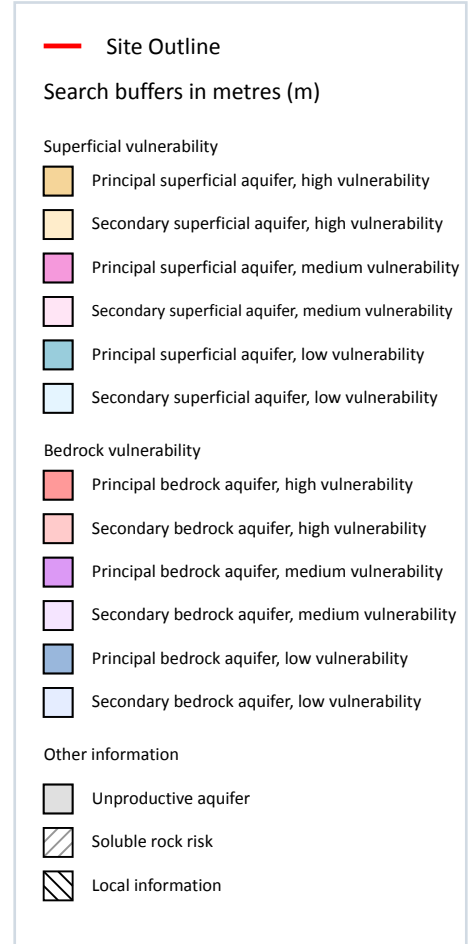 Site Outline
Search buffers in metres (m)
Superficial vulnerability
Principal superficial aquifer, high vulnerability
Secondary superficial aquifer, high vulnerability
Principal superficial aquifer, medium vulnerability
Secondary superficial aquifer, medium vulnerability
Principal superficial aquifer, low vulnerability
Secondary superficial aquifer, low vulnerability
Bedrock vulnerability
Principal bedrock aquifer, high vulnerability
Secondary bedrock aquifer, high vulnerability
Principal bedrock aquifer, medium vulnerability
Secondary bedrock aquifer, medium vulnerability
Principal bedrock aquifer, low vulnerability
Secondary bedrock aquifer, low vulnerability
Other information
Unproductive aquifer
Soluble rock risk
Local information